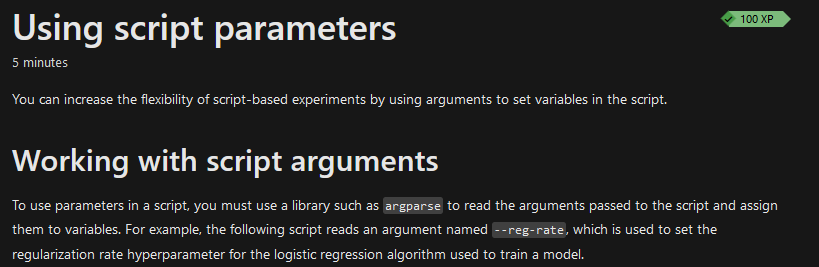 Using script parameters
100 XP
5 minutes
You can increase the flexibility of script-based experiments by using arguments to set variables in the script.
Working with script arguments
To use parameters in a script, you must use a library such as argparse to read the arguments passed to the script and assign
them to variables. For example, the following script reads an argument named --reg-rate, which is used to set the
regularization rate hyperparameter for the logistic regression algorithm used to train a model.